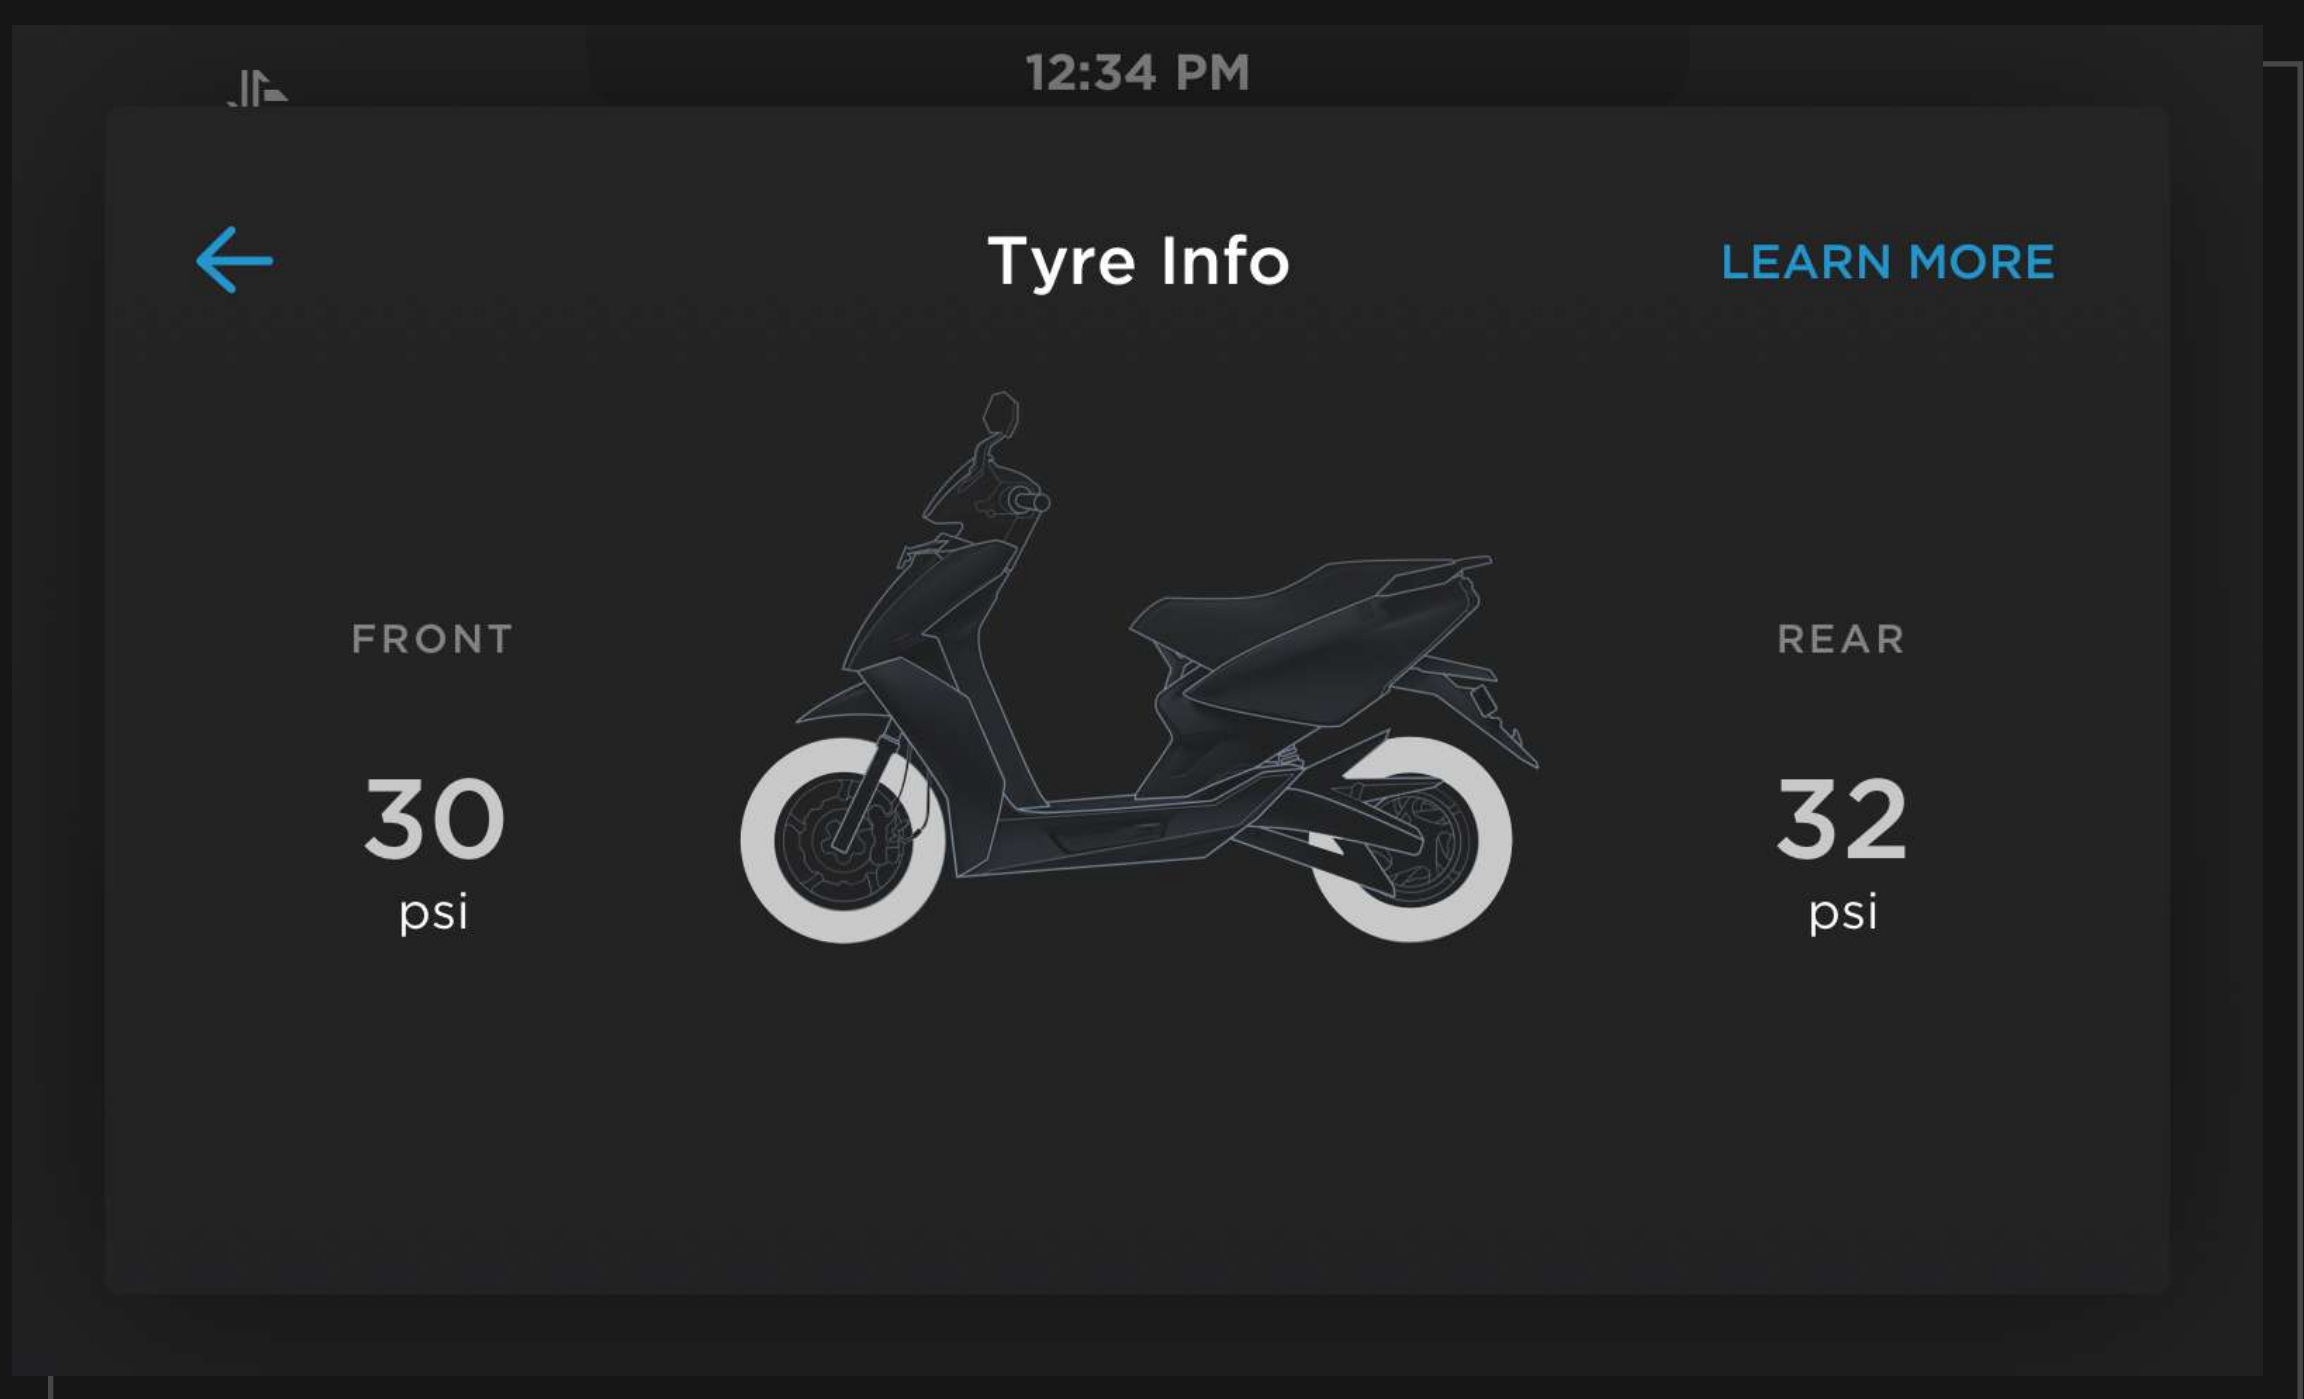 12:34 PM
Tyre Info
LEARN MORE
FRONT
30
psi
REAR
32
psi